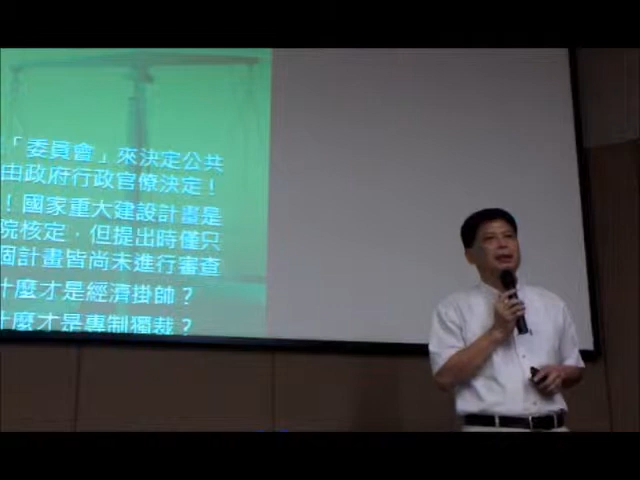 「委員會」來決定公共
由政府行政官僚決定！
！國家重大建設計畫是
院核定，但提出時僅只
個計畫皆尚未進行審查
什麼才是經濟掛帥？
什麼才是專制獨裁？